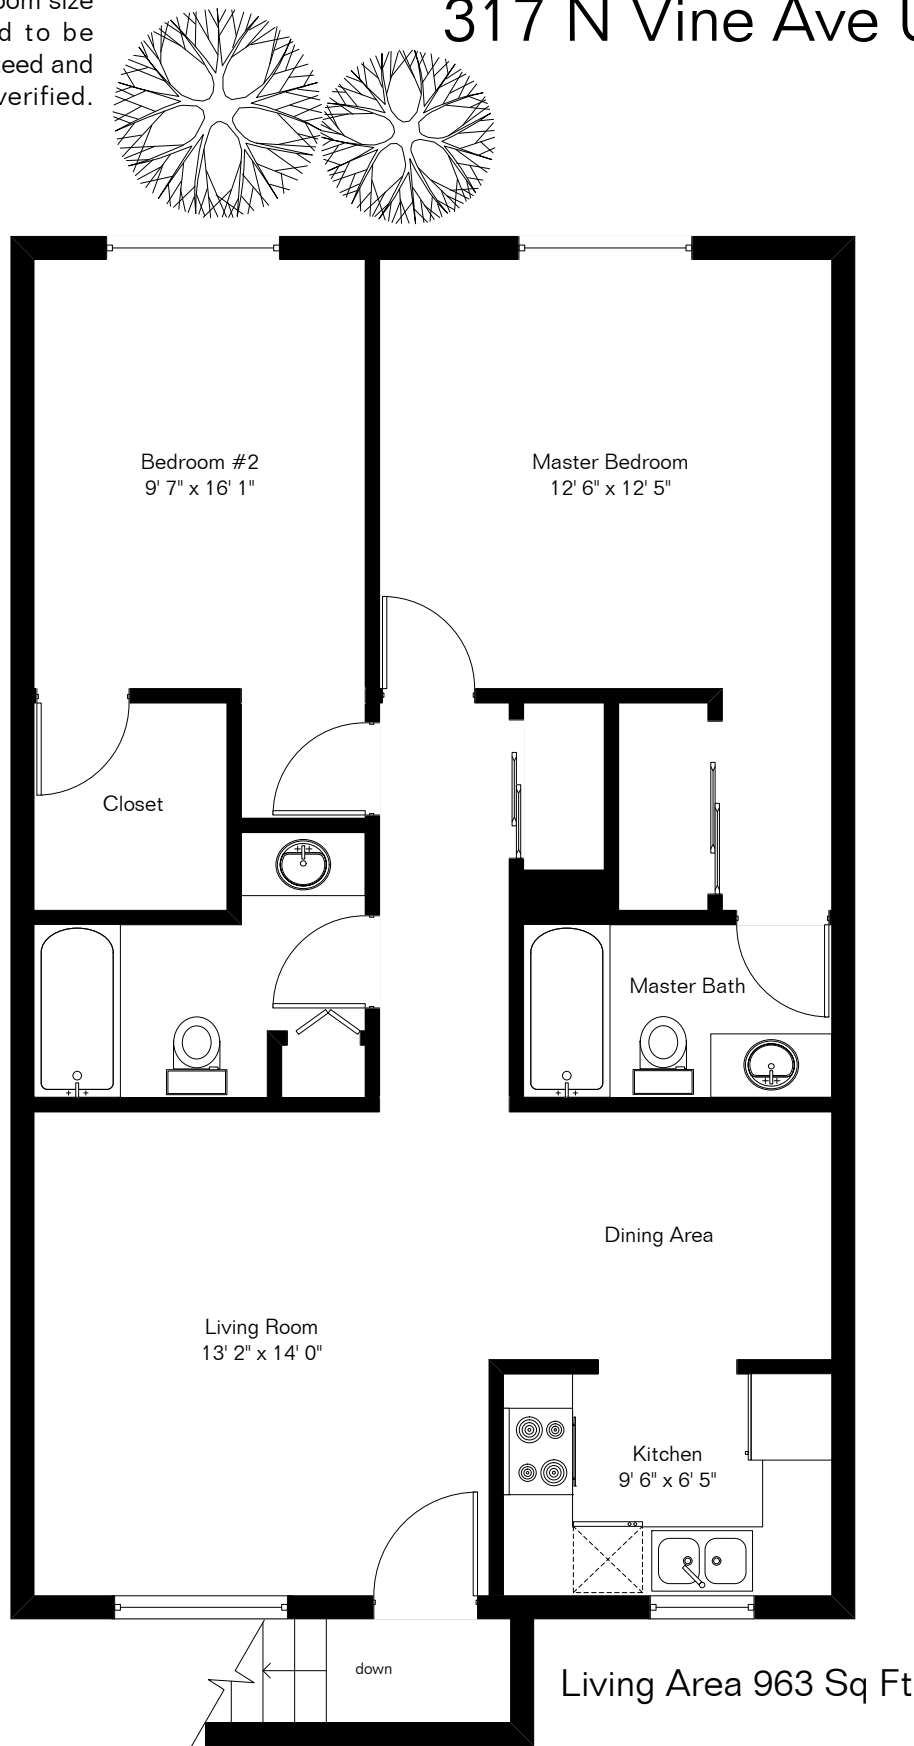 size
317 N Vine Ave
d to be
and
verified.
Bedroom #2
9' 7" x 16' 1"
Master Bedroom
12' 6" x 12' 5"
Closet
Master Bath
Dining Area
Living Room
13' 2" x 14' 0"
Kitchen
9' 6" x 6' 5"
down
Living Area 963 Sq Ft